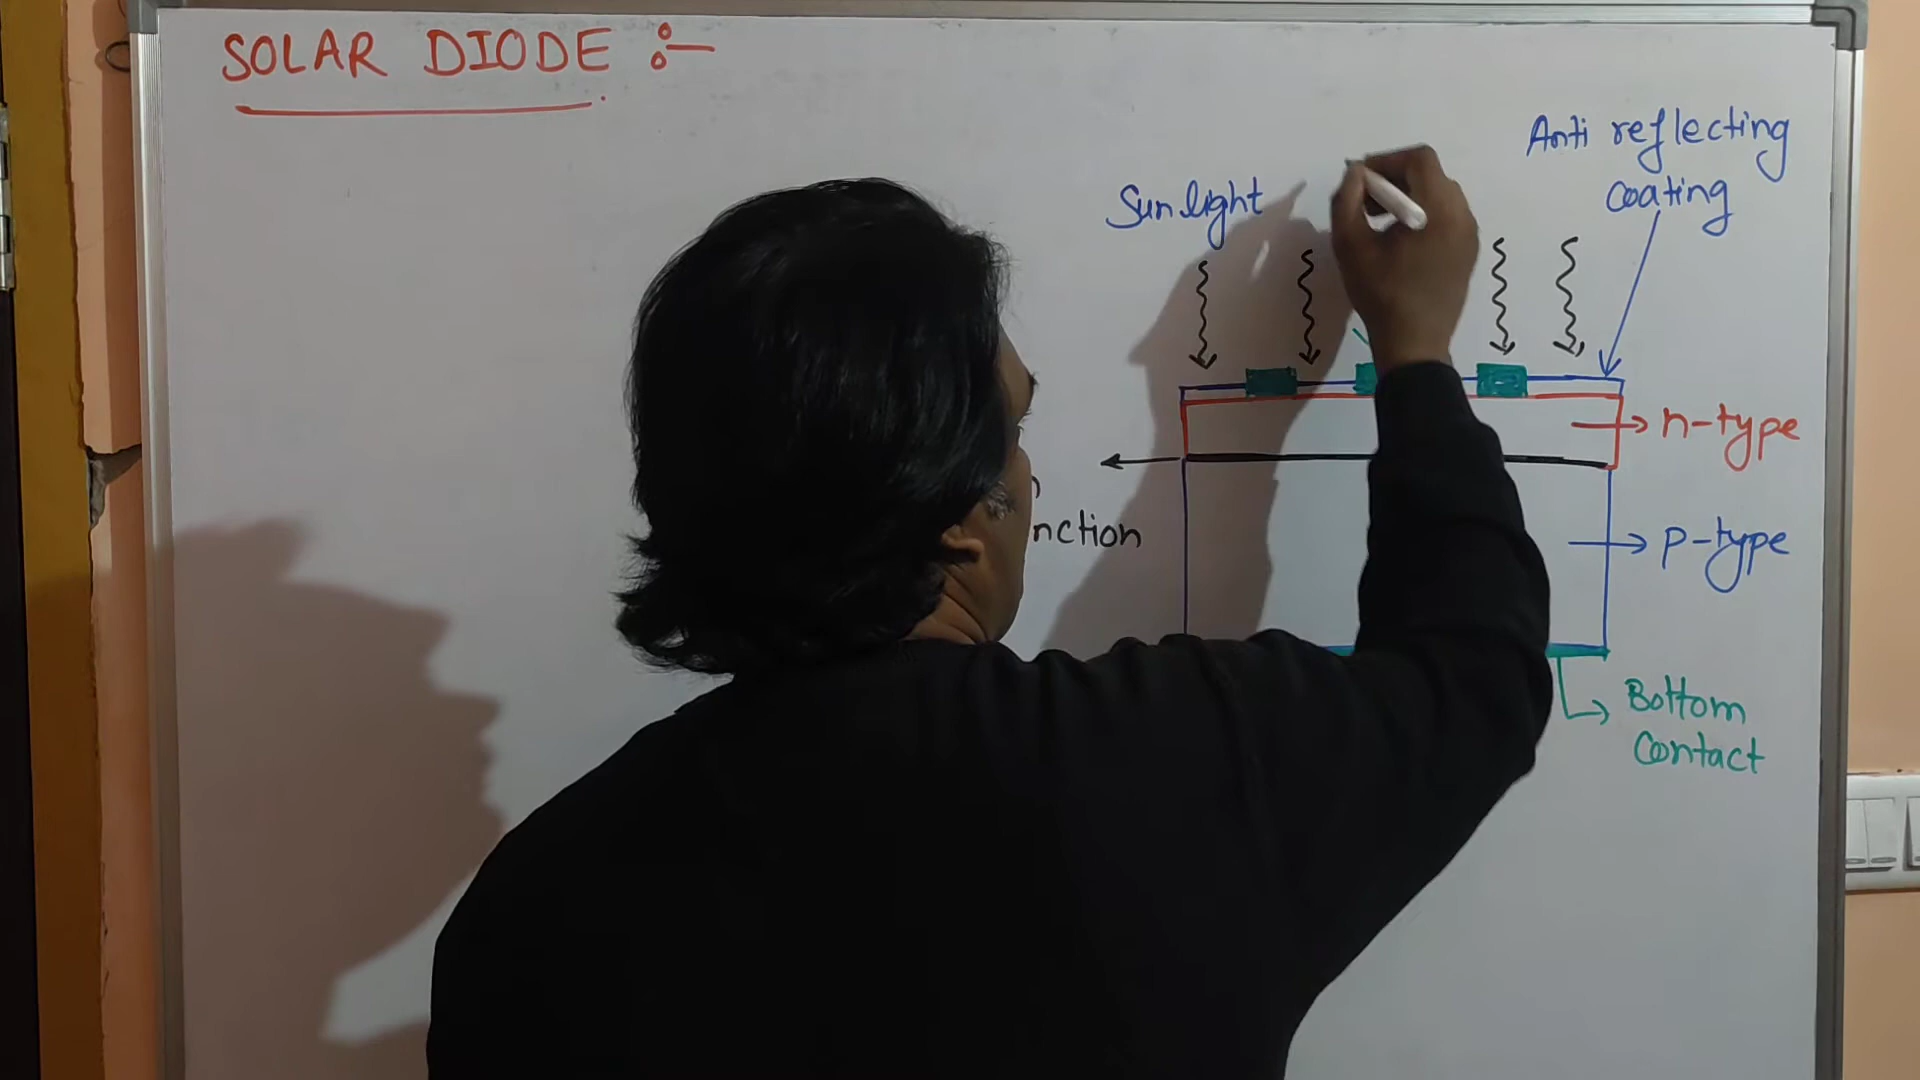 SOLAR DIODE :-
Anti reflecting
coating
Sunlight
n-type
nction
p-type
Bottom
Contact